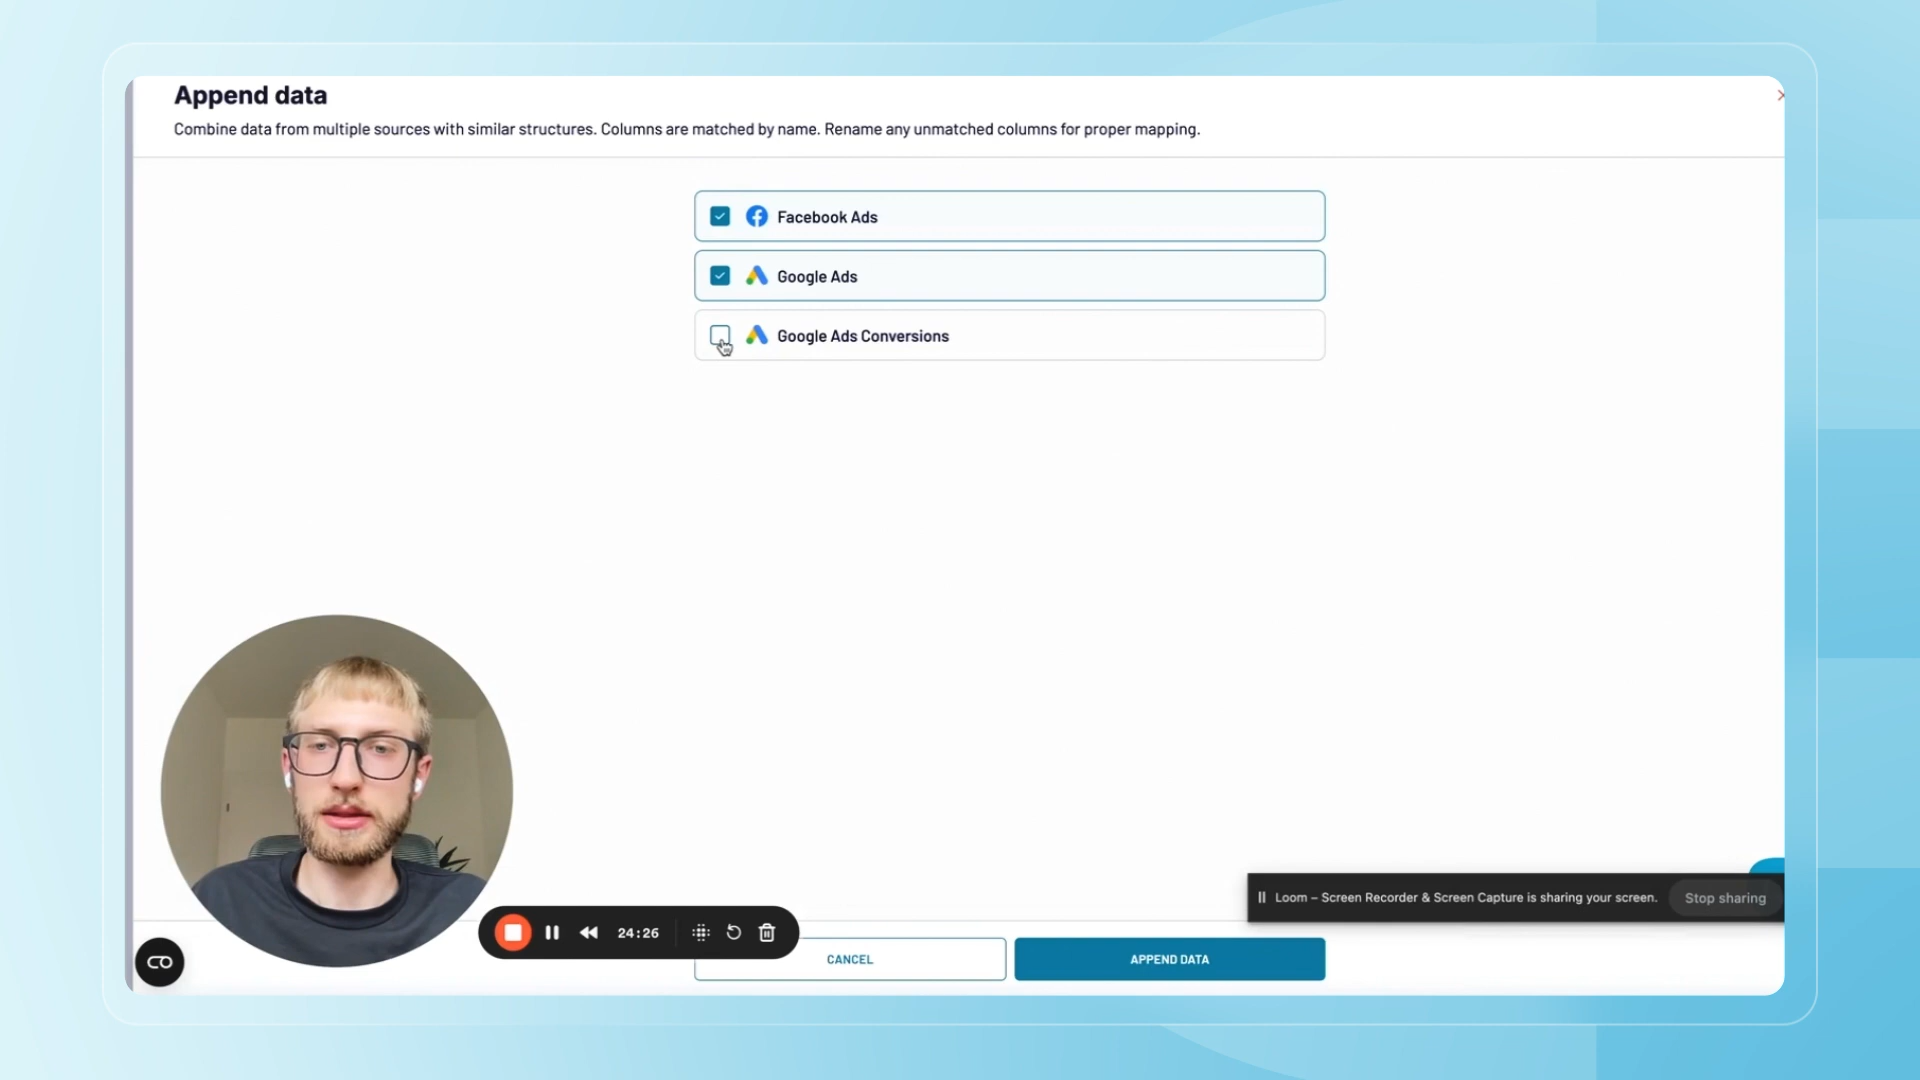 Append data
Combine data from multiple sources with similar structures. Columns are matched by name. Rename any unmatched columns for proper mapping.
Facebook Ads
Google Ads
Google Ads Conversions
Loom – Screen Recorder & Screen Capture is sharing your screen.
Stop sharing
24:26
CANCEL
APPEND DATA